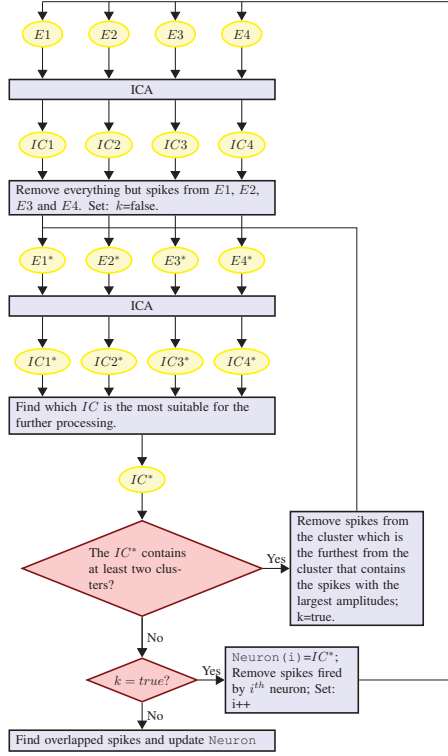 E1 E2 E3 E4
ICA
IC1 IC2 IC3 IC4
Remove everything but spikes from E1, E2,
E3 and E4. Set: k=false.
E1* E2* E3* E4*
ICA
IC1* IC2* IC3* IC4*
Find which IC is the most suitable for the
further processing.
IC*
The IC* contains
at least two clus-
ters?
Yes
Remove spikes from
the cluster which is
the furthest from the
cluster that contains
the spikes with the
largest amplitudes;
k=true.
No
k = true?
Yes
Neuron(i)=IC*;
Remove spikes fired
by i^th neuron; Set:
i++
No
Find overlapped spikes and update Neuron